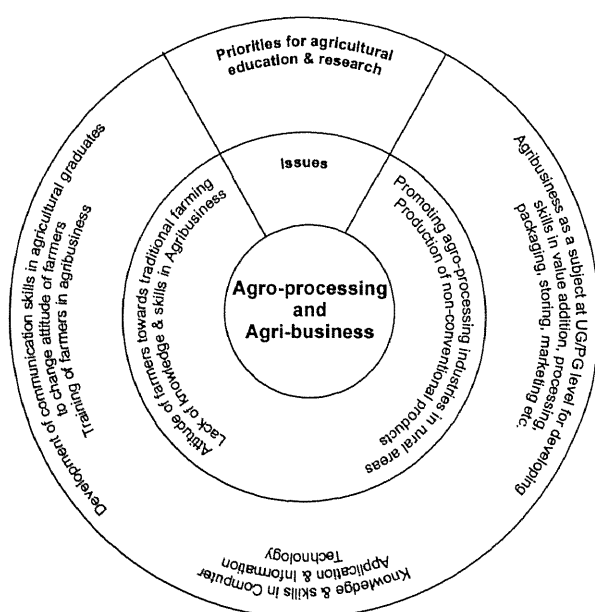 Priorities for agricultural
education & research
Issues
Agro-processing
and
Agri-business
Attitude of farmers towards traditional farming
Lack of knowledge & skills in Agribusiness
Promoting agro-processing industries in rural areas
Production of non-conventional
products
Development of communication skills in agricultural graduates
to change attitude of farmers
Training of farmers in agribusiness
Agribusiness as a subject at UG/PG level for developing
skills in value addition, processing,
packaging, storing, marketing etc.
Knowledge & skills in Computer
Application & Information
Technology